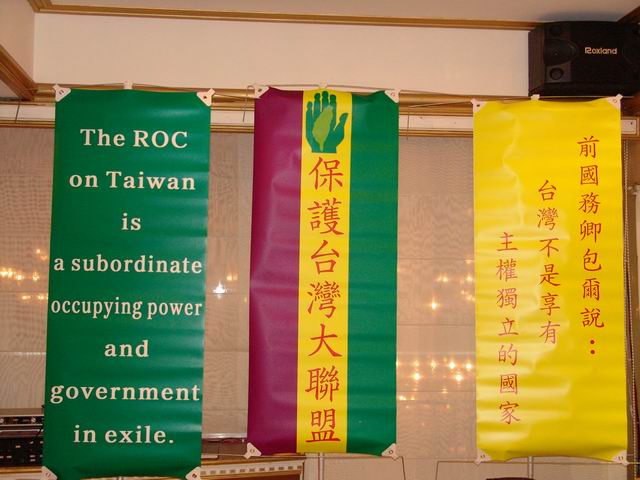 The ROC
on Taiwan
is
a subordinate
occupying power
and
government
in exile.
保護台灣大聯盟
前國務卿包爾說：
台灣不是享有
主權獨立的國家
Roxland